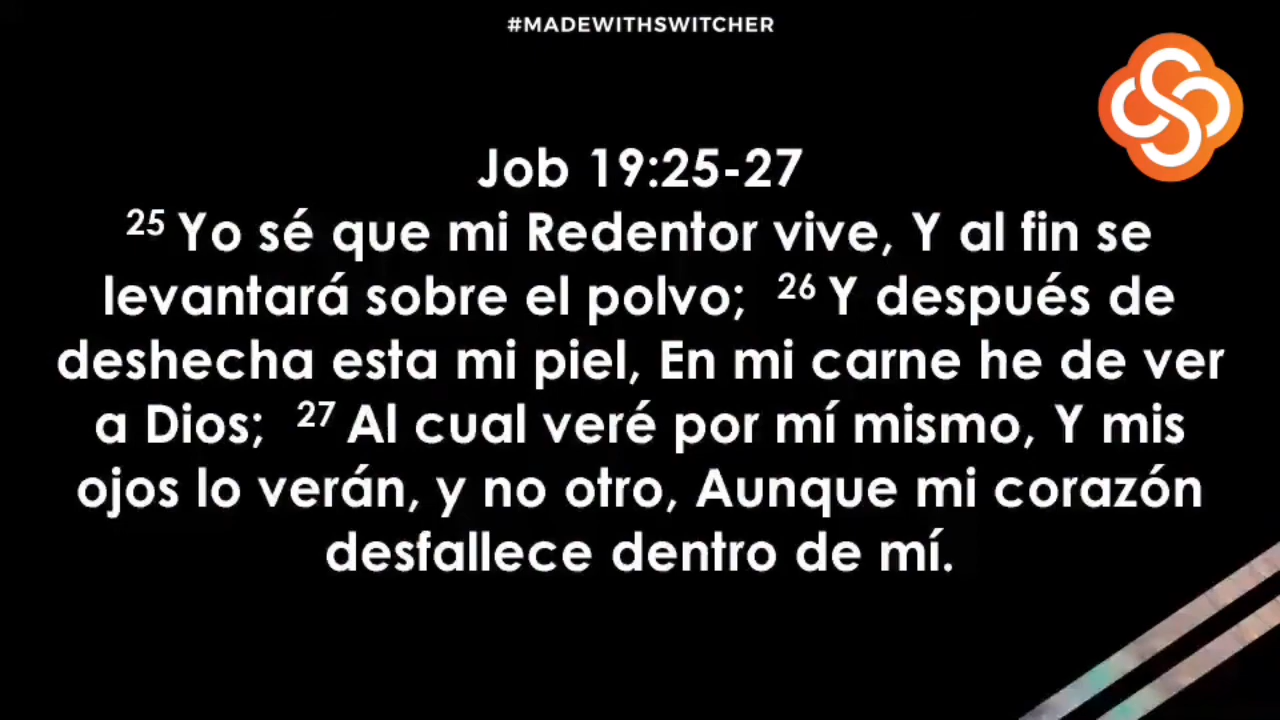 #MADEWITHSWITCHER
Job 19:25-27
25 Yo sé que mi Redentor vive, Y al fin se
levantará sobre el polvo; 26 Y después de
deshecha esta mi piel, En mi carne he de ver
a Dios; 27 Al cual veré por mí mismo, Y mis
ojos lo verán, y no otro, Aunque mi corazón
desfallece dentro de mí.